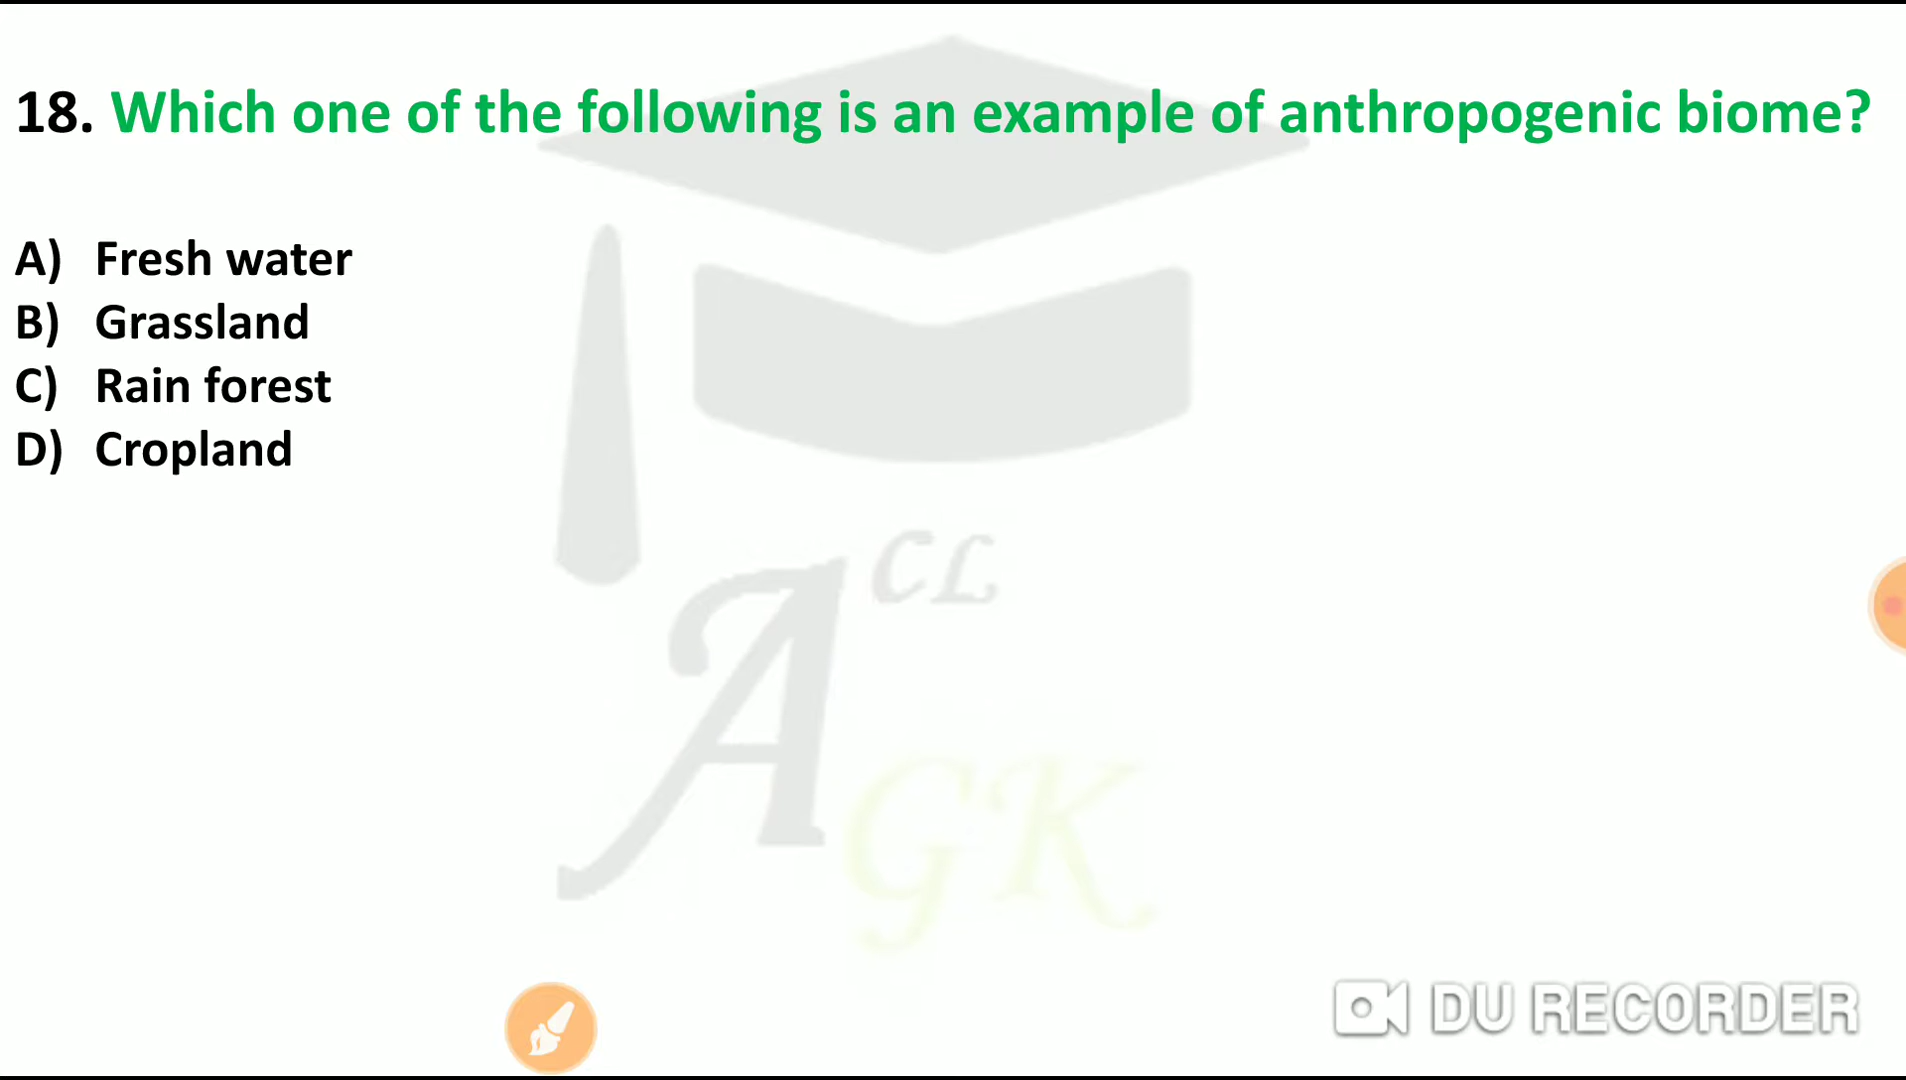 18. Which one of the following is an example of anthropogenic biome?
A) Fresh water
B) Grassland
C) Rain forest
D) Cropland
A CL
GK
DU RECORDER